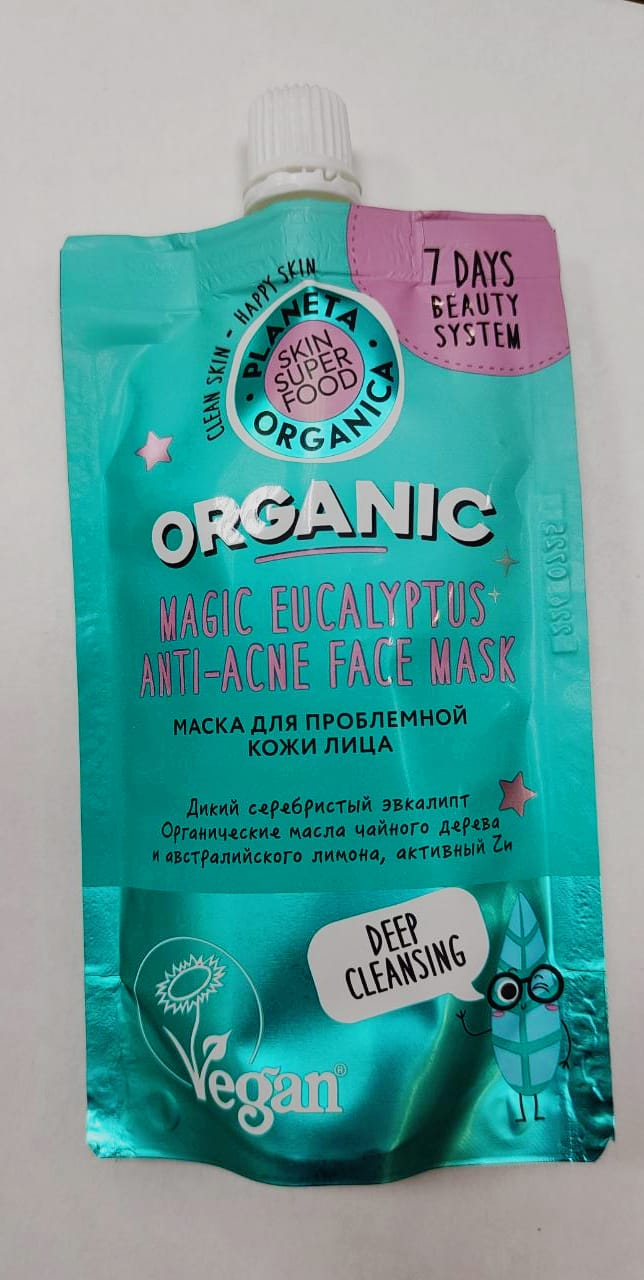 7 DAYS
BEAUTY
SYSTEM
CLEAN SKIN - HAPPY SKIN
PLANETA
SKIN
SUPER
FOOD
ORGANICA
ORGANIC
MAGIC EUCALYPTUS
ANTI-ACNE FACE MASK
МАСКА ДЛЯ ПРОБЛЕМНОЙ
КОЖИ ЛИЦА
Дикий серебристый эвкалипт
Органические масла чайного дерева
и австралийского лимона, активный Zn
DEEP
CLEANSING
Vegan®